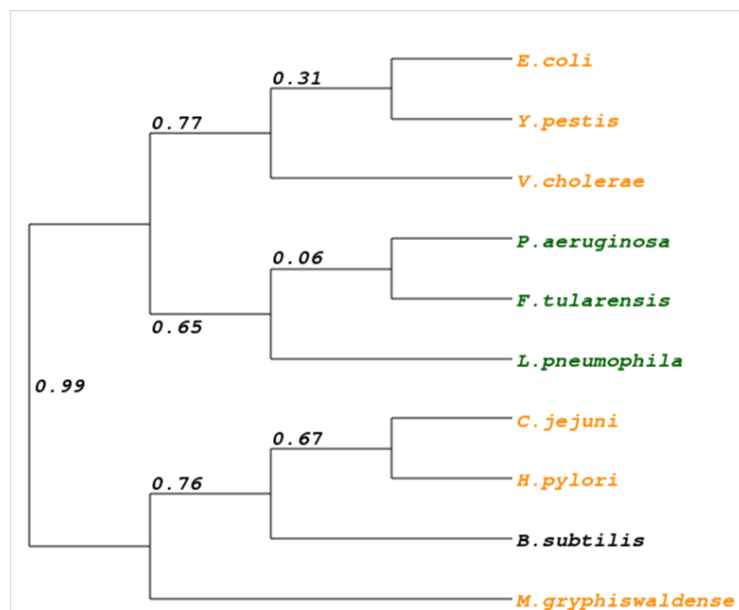 E.coli
0.31
0.77
Y.pestis
V.cholerae
P.aeruginosa
0.06
F.tularensis
0.65
L.pneumophila
0.99
C.jejuni
0.67
H.pylori
0.76
B.subtilis
M.gryphiswaldense